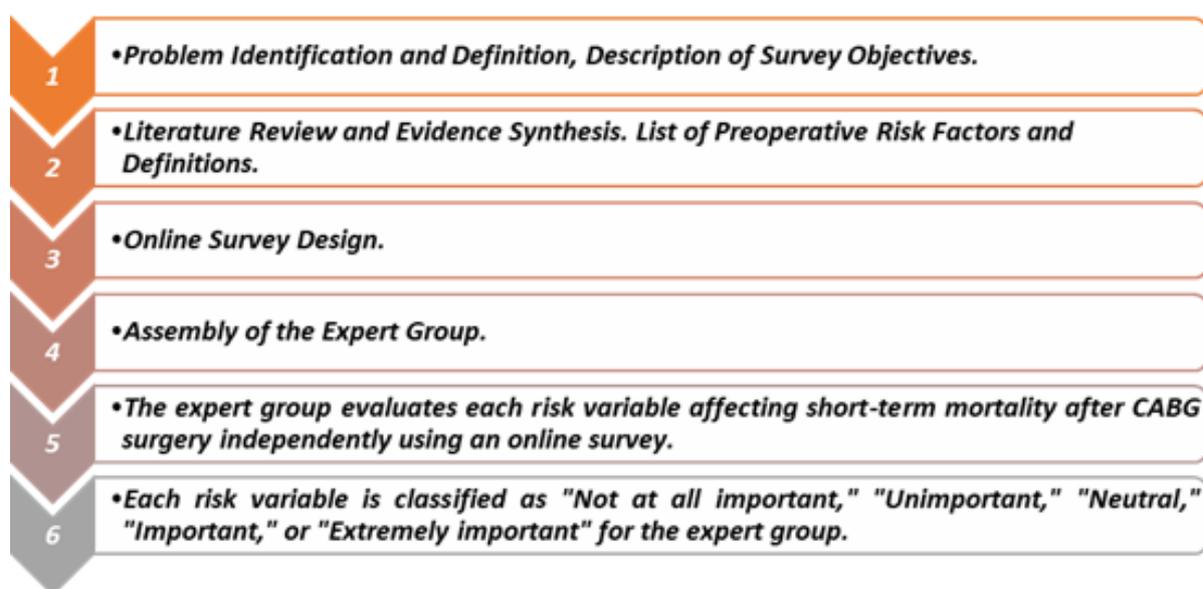 1
•Problem Identification and Definition, Description of Survey Objectives.
2
•Literature Review and Evidence Synthesis. List of Preoperative Risk Factors and
Definitions.
3
•Online Survey Design.
4
•Assembly of the Expert Group.
5
•The expert group evaluates each risk variable affecting short-term mortality after CABG
surgery independently using an online survey.
6
•Each risk variable is classified as "Not at all important," "Unimportant," "Neutral,"
"Important," or "Extremely important" for the expert group.